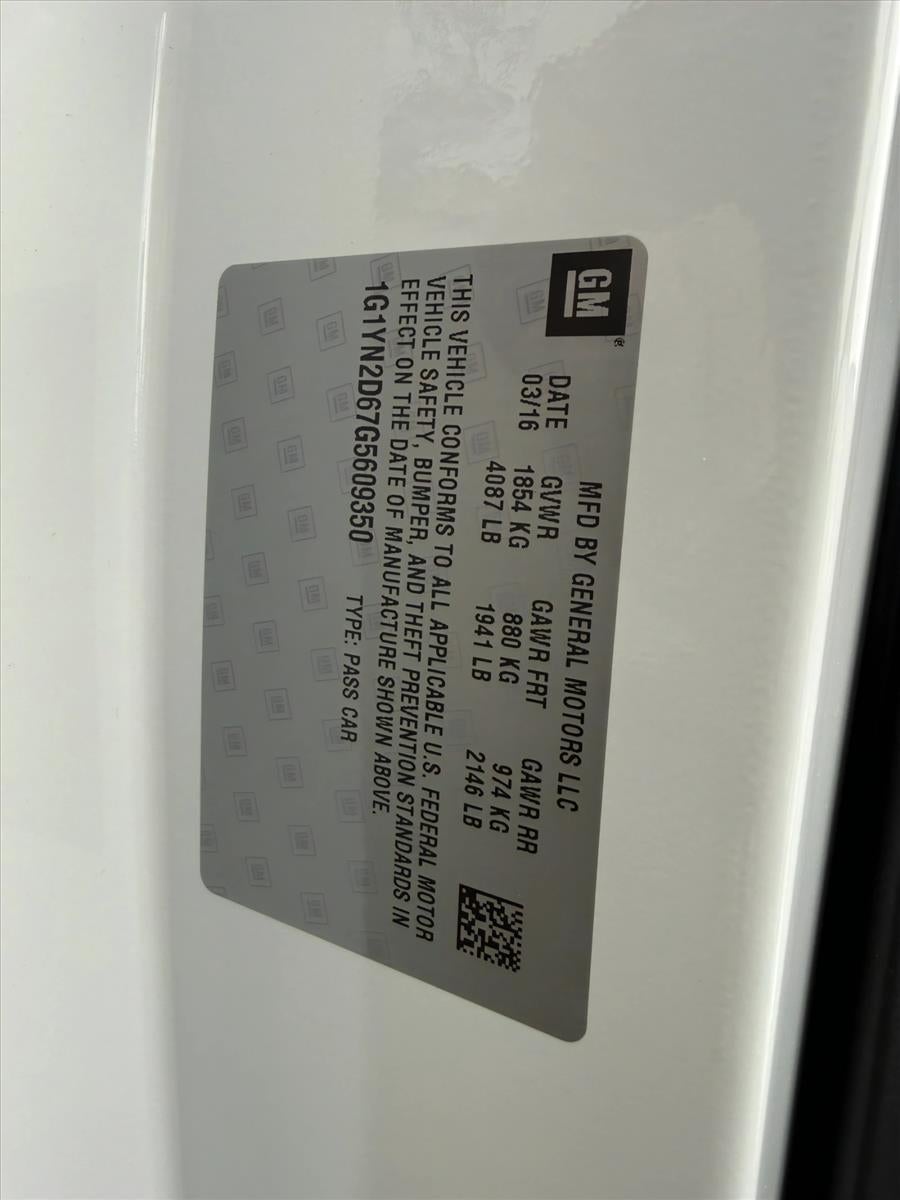 GM®
MFD BY GENERAL MOTORS LLC
DATE GVWR GAWR FRT GAWR RR
03/16 1854 KG 880 KG 974 KG
4087 LB 1941 LB 2146 LB
THIS VEHICLE CONFORMS TO ALL APPLICABLE U.S. FEDERAL MOTOR
VEHICLE SAFETY, BUMPER, AND THEFT PREVENTION STANDARDS IN
EFFECT ON THE DATE OF MANUFACTURE SHOWN ABOVE.
1G1YN2D67G5609350 TYPE: PASS CAR